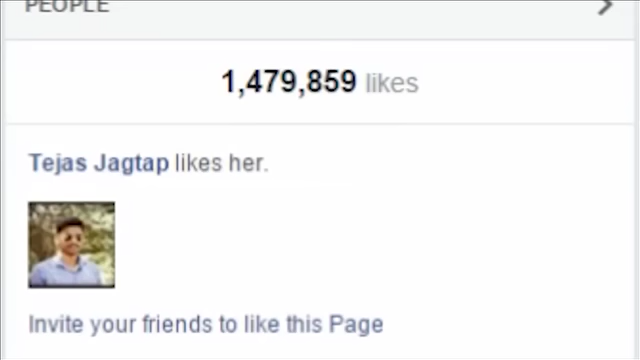 PEOPLE
1,479,859 likes
Tejas Jagtap likes her.
Invite your friends to like this Page